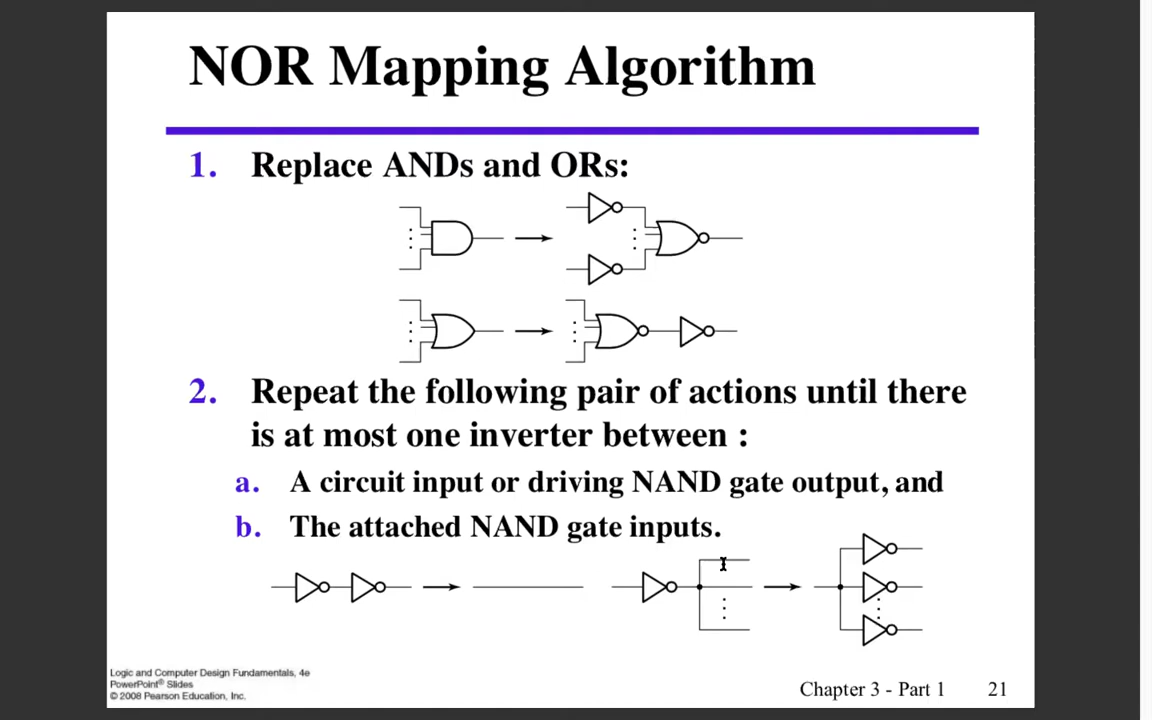 NOR Mapping Algorithm
1. Replace ANDs and ORs:
2. Repeat the following pair of actions until there
is at most one inverter between :
a. A circuit input or driving NAND gate output, and
b. The attached NAND gate inputs.
Logic and Computer Design Fundamentals, 4e
PowerPoint® Slides
© 2008 Pearson Education, Inc.
Chapter 3 - Part 1 21